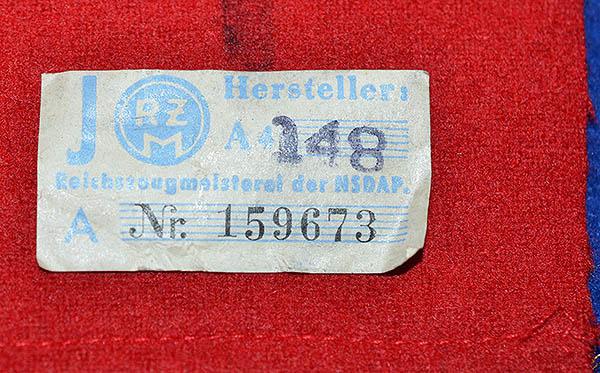 J RZM Hersteller:
A4 148
Reichszeugmeisterei der NSDAP.
A Nr. 159673